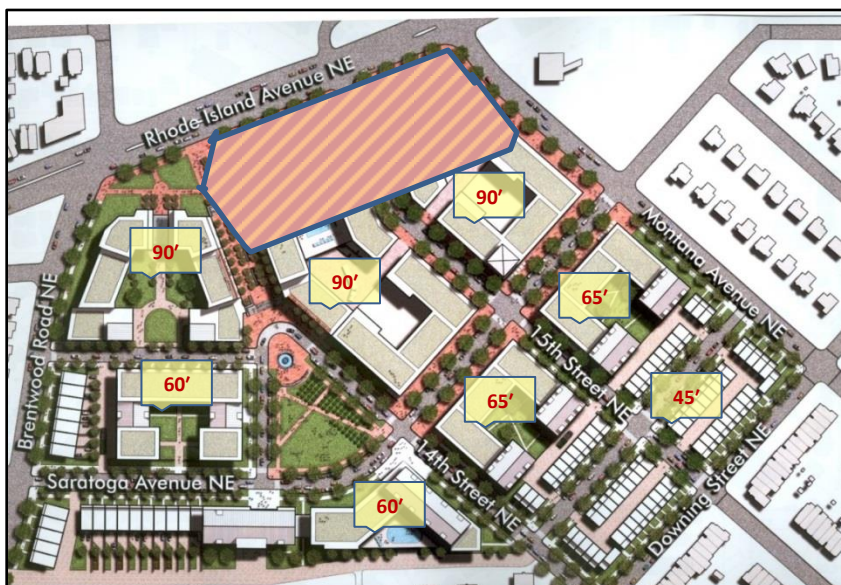 Rhode Island Avenue NE
90’
90’
90’
Montana Avenue NE
65’
15th Street NE
60’
65’
45’
Brentwood Road NE
Saratoga Avenue NE
14th Street NE
60’
Downing Street NE